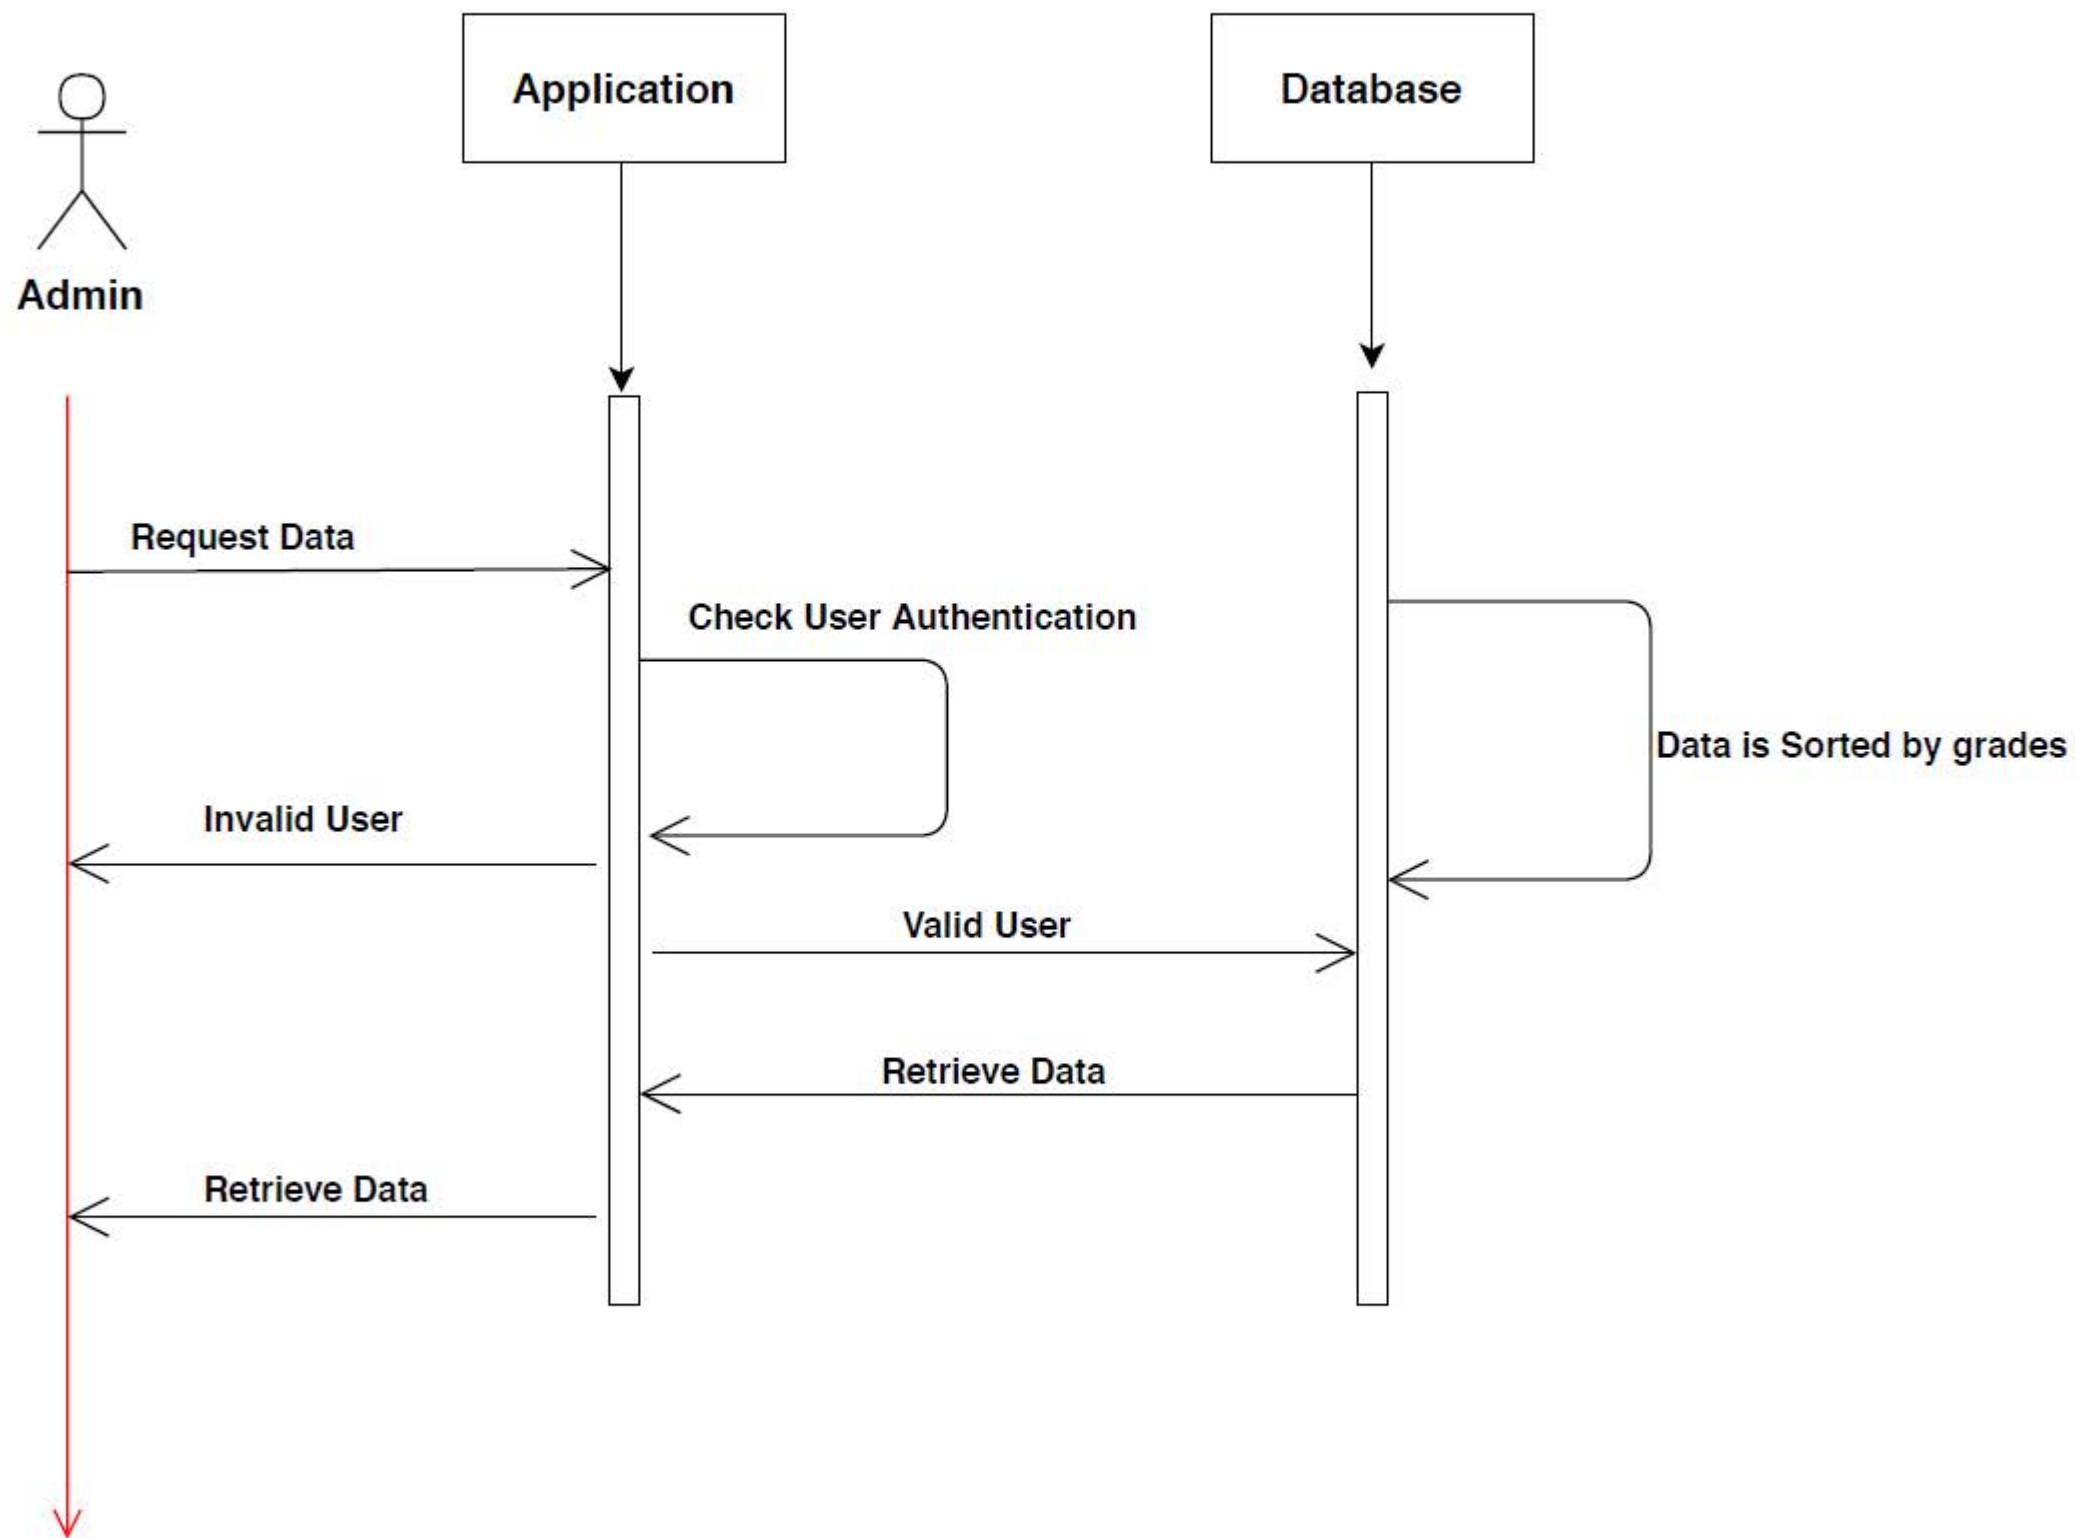 Application
Database
Admin
Request Data
Check User Authentication
Data is Sorted by grades
Invalid User
Valid User
Retrieve Data
Retrieve Data